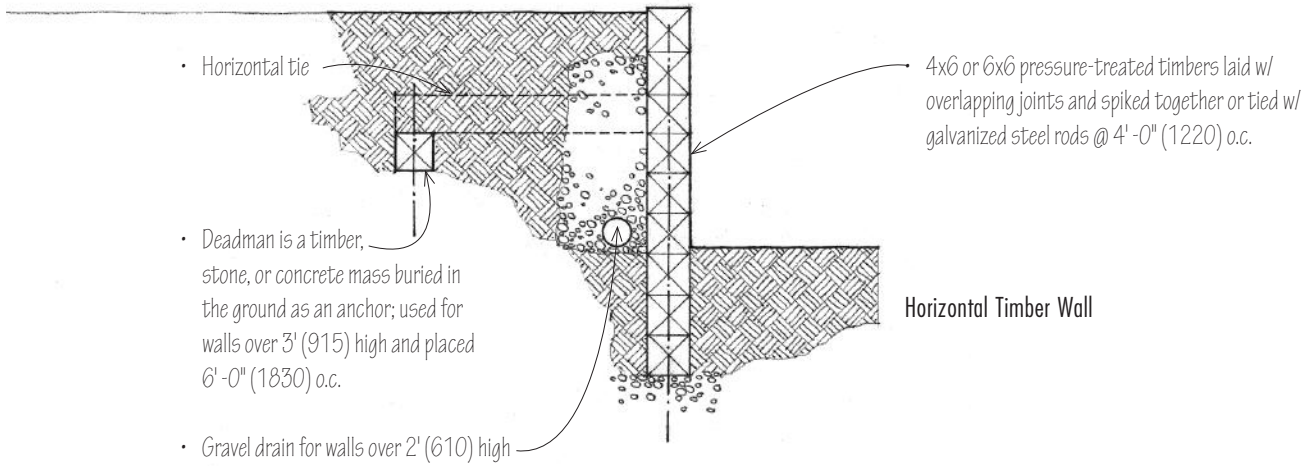 • Horizontal tie
• 4x6 or 6x6 pressure-treated timbers laid w/
overlapping joints and spiked together or tied w/
galvanized steel rods @ 4'-0" (1220) o.c.
• Deadman is a timber,
stone, or concrete mass buried in
the ground as an anchor; used for
walls over 3' (915) high and placed
6'-0" (1830) o.c.
Horizontal Timber Wall
• Gravel drain for walls over 2' (610) high